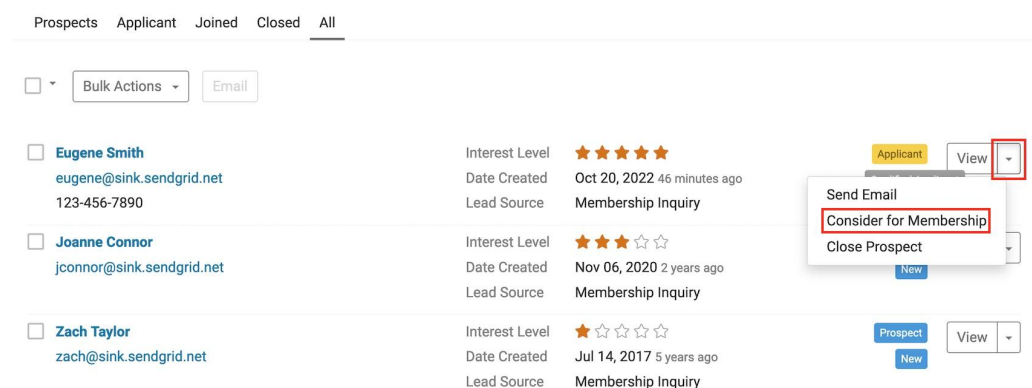 Prospects Applicant Joined Closed All
Bulk Actions Email
Eugene Smith Interest Level Applicant View
eugene@sink.sendgrid.net Date Created Oct 20, 2022 46 minutes ago
123-456-7890 Lead Source Membership Inquiry
Send Email
Consider for Membership
Close Prospect
Joanne Connor Interest Level
jconnor@sink.sendgrid.net Date Created Nov 06, 2020 2 years ago New
Lead Source Membership Inquiry
Zach Taylor Interest Level Prospect View
zach@sink.sendgrid.net Date Created Jul 14, 2017 5 years ago New
Lead Source Membership Inquiry